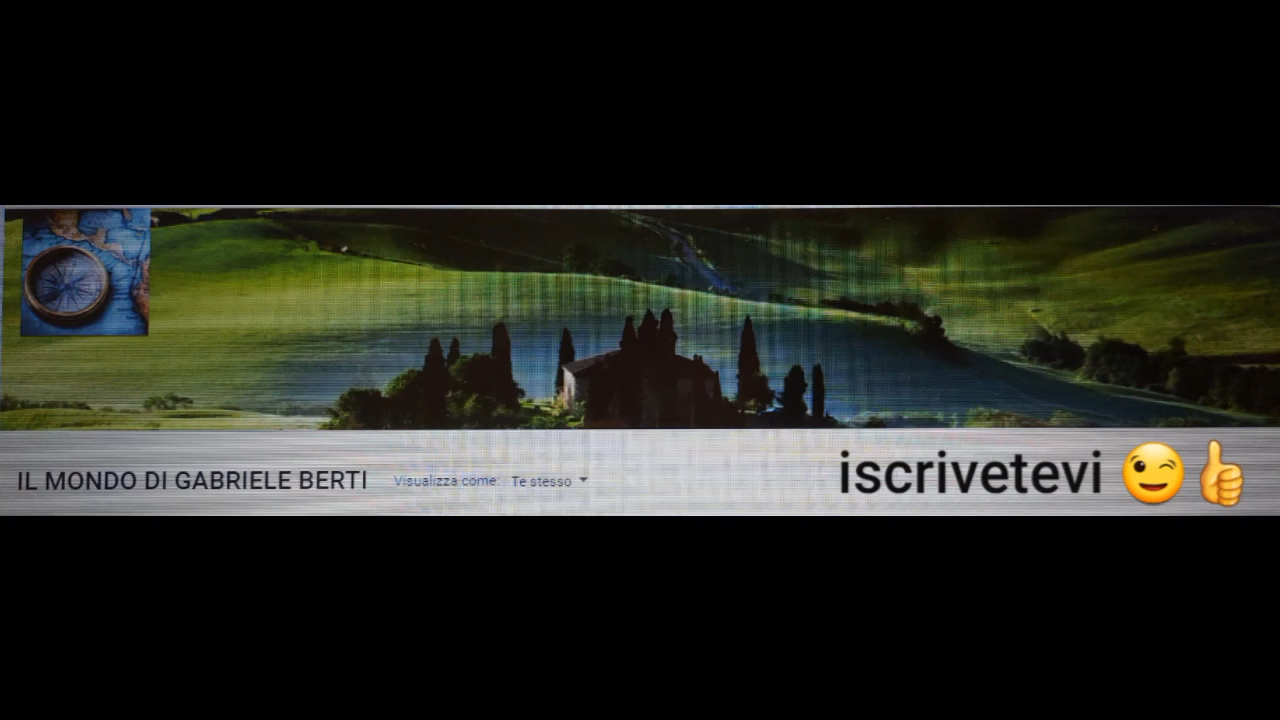 IL MONDO DI GABRIELE BERTI Visualizza come: Te stesso iscrivetevi 😉👍